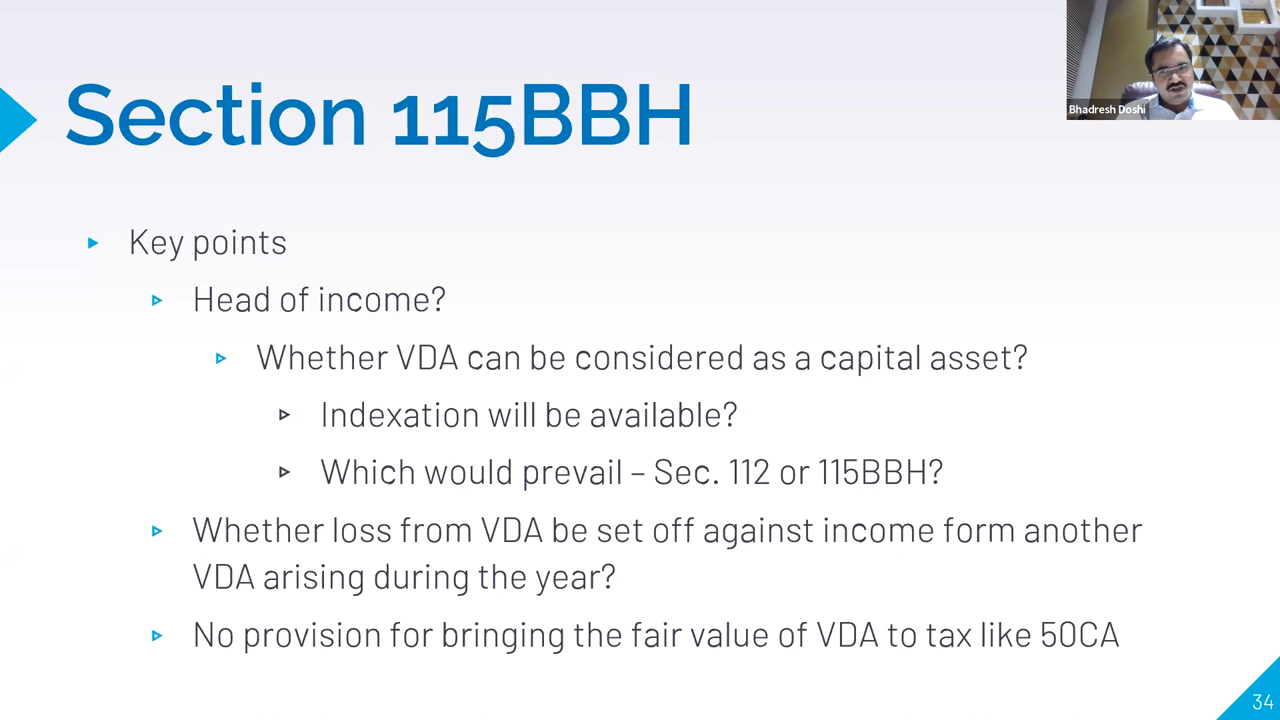 Section 115BBH
Bhadresh Doshi
Key points
Head of income?
Whether VDA can be considered as a capital asset?
Indexation will be available?
Which would prevail – Sec. 112 or 115BBH?
Whether loss from VDA be set off against income form another
VDA arising during the year?
No provision for bringing the fair value of VDA to tax like 50CA
34